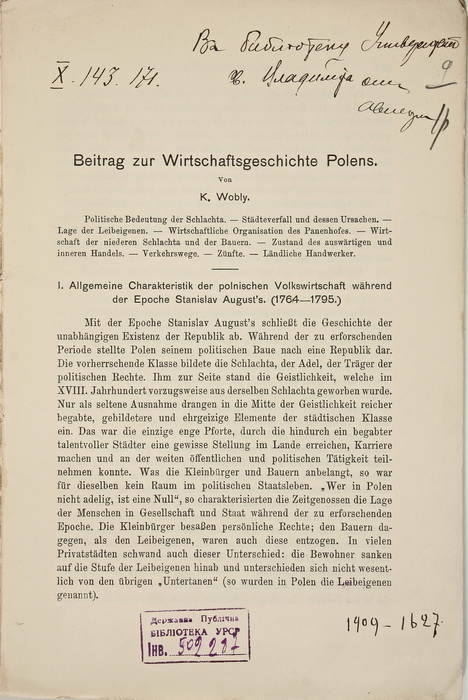 Въ библiотеку Университета
X. 143. 171.
св. Владимiра отъ
9
автора
Beitrag zur Wirtschaftsgeschichte Polens.
Von
K. Wobly.
Politische Bedeutung der Schlachta. — Städteverfall und dessen Ursachen. —
Lage der Leibeigenen. — Wirtschaftliche Organisation des Panenhofes. — Wirt-
schaft der niederen Schlachta und der Bauern. — Zustand des auswärtigen und
inneren Handels. — Verkehrswege. — Zünfte. — Ländliche Handwerker.
I. Allgemeine Charakteristik der polnischen Volkswirtschaft während
der Epoche Stanislav August's. (1764—1795.)
Mit der Epoche Stanislav August's schließt die Geschichte der
unabhängigen Existenz der Republik ab. Während der zu erforschenden
Periode stellte Polen seinem politischen Baue nach eine Republik dar.
Die vorherrschende Klasse bildete die Schlachta, der Adel, der Träger der
politischen Rechte. Ihm zur Seite stand die Geistlichkeit, welche im
XVIII. Jahrhundert vorzugsweise aus derselben Schlachta geworben wurde.
Nur als seltene Ausnahme drangen in die Mitte der Geistlichkeit reicher
begabte, gebildetere und ehrgeizige Elemente der städtischen Klasse
ein. Das war die einzige enge Pforte, durch die hindurch ein begabter
talentvoller Städter eine gewisse Stellung im Lande erreichen, Karriere
machen und an der weiten öffentlichen und politischen Tätigkeit teil-
nehmen konnte. Was die Kleinbürger und Bauern anbelangt, so war
für dieselben kein Raum im politischen Staatsleben. „Wer in Polen
nicht adelig, ist eine Null“, so charakterisierten die Zeitgenossen die Lage
der Menschen in Gesellschaft und Staat während der zu erforschenden
Epoche. Die Kleinbürger besaßen persönliche Rechte; den Bauern da-
gegen, als den Leibeigenen, waren auch diese entzogen. In vielen
Privatstädten schwand auch dieser Unterschied: die Bewohner sanken
auf die Stufe der Leibeigenen hinab und unterschieden sich nicht wesent-
lich von den übrigen „Untertanen“ (so wurden in Polen die Leibeigenen
genannt).
Державна Публічна
БІБЛІОТЕКА УРСР
Інв. 509287
1909 – 1627